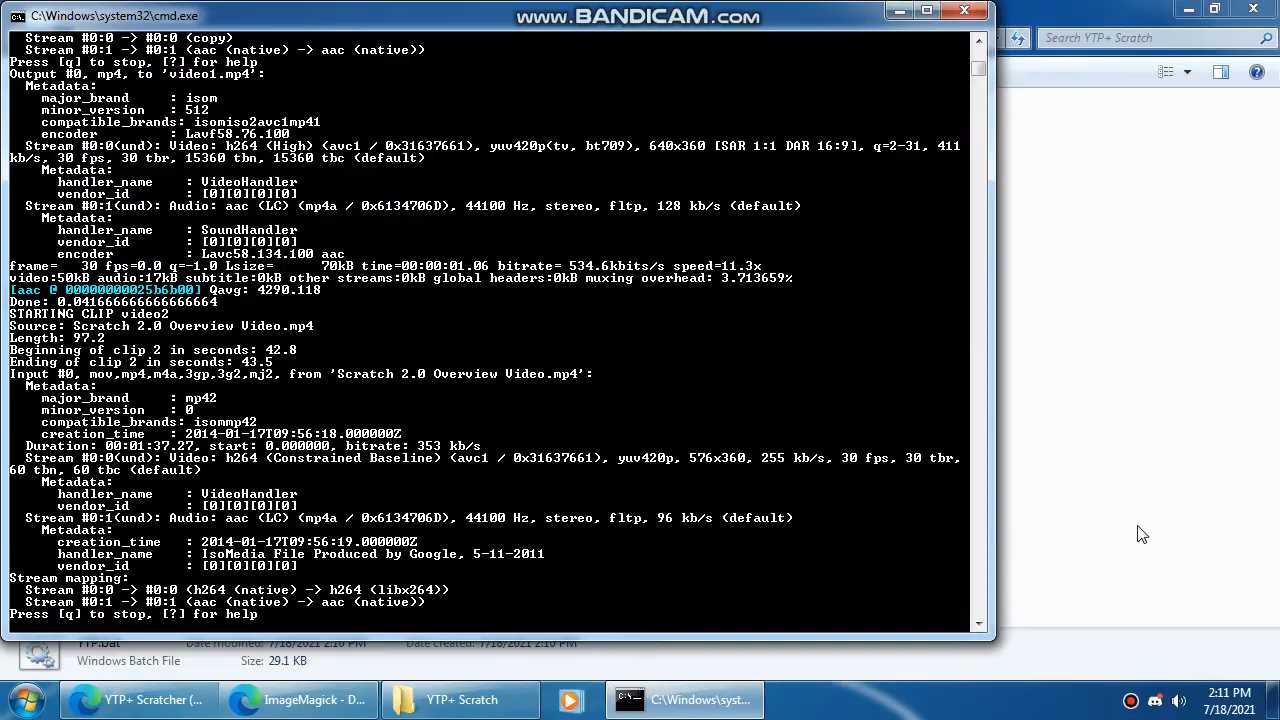 C:\Windows\system32\cmd.exe
www.BANDICAM.com
Search YTP+ Scratch
Stream #0:0 -> #0:0 (copy)
Stream #0:1 -> #0:1 (aac (native) -> aac (native))
Press [q] to stop, [?] for help
Output #0, mp4, to 'video1.mp4':
Metadata:
major_brand : isom
minor_version : 512
compatible_brands: isomiso2avc1mp41
encoder : Lavf58.76.100
Stream #0:0(und): Video: h264 (High) (avc1 / 0x31637661), yuv420p(tv, bt709), 640x360 [SAR 1:1 DAR 16:9], q=2-31, 411
kb/s, 30 fps, 30 tbr, 15360 tbn, 15360 tbc (default)
Metadata:
handler_name : VideoHandler
vendor_id : [0][0][0][0]
Stream #0:1(und): Audio: aac (LC) (mp4a / 0x6134706D), 44100 Hz, stereo, fltp, 128 kb/s (default)
Metadata:
handler_name : SoundHandler
vendor_id : [0][0][0][0]
encoder : Lavc58.134.100 aac
frame= 30 fps=0.0 q=-1.0 Lsize= 70kB time=00:00:01.06 bitrate= 534.6kbits/s speed=11.3x
video:50kB audio:17kB subtitle:0kB other streams:0kB global headers:0kB muxing overhead: 3.713659%
[aac @ 00000000025b6b00] Qavg: 4290.118
Done: 0.041666666666666664
STARTING CLIP video2
Source: Scratch 2.0 Overview Video.mp4
Length: 97.2
Beginning of clip 2 in seconds: 42.8
Ending of clip 2 in seconds: 43.5
Input #0, mov,mp4,m4a,3gp,3g2,mj2, from 'Scratch 2.0 Overview Video.mp4':
Metadata:
major_brand : mp42
minor_version : 0
compatible_brands: isommp42
creation_time : 2014-01-17T09:56:18.000000Z
Duration: 00:01:37.27, start: 0.000000, bitrate: 353 kb/s
Stream #0:0(und): Video: h264 (Constrained Baseline) (avc1 / 0x31637661), yuv420p, 576x360, 255 kb/s, 30 fps, 30 tbr,
60 tbn, 60 tbc (default)
Metadata:
handler_name : VideoHandler
vendor_id : [0][0][0][0]
Stream #0:1(und): Audio: aac (LC) (mp4a / 0x6134706D), 44100 Hz, stereo, fltp, 96 kb/s (default)
Metadata:
creation_time : 2014-01-17T09:56:19.000000Z
handler_name : IsoMedia File Produced by Google, 5-11-2011
vendor_id : [0][0][0][0]
Stream mapping:
Stream #0:0 -> #0:0 (h264 (native) -> h264 (libx264))
Stream #0:1 -> #0:1 (aac (native) -> aac (native))
Press [q] to stop, [?] for help
YTP.bat Date modified: 7/18/2021 2:10 PM Date created: 7/18/2021 2:10 PM
Windows Batch File Size: 29.1 KB
YTP+ Scratcher (... ImageMagick - D... YTP+ Scratch C:\Windows\syst...
2:11 PM
7/18/2021